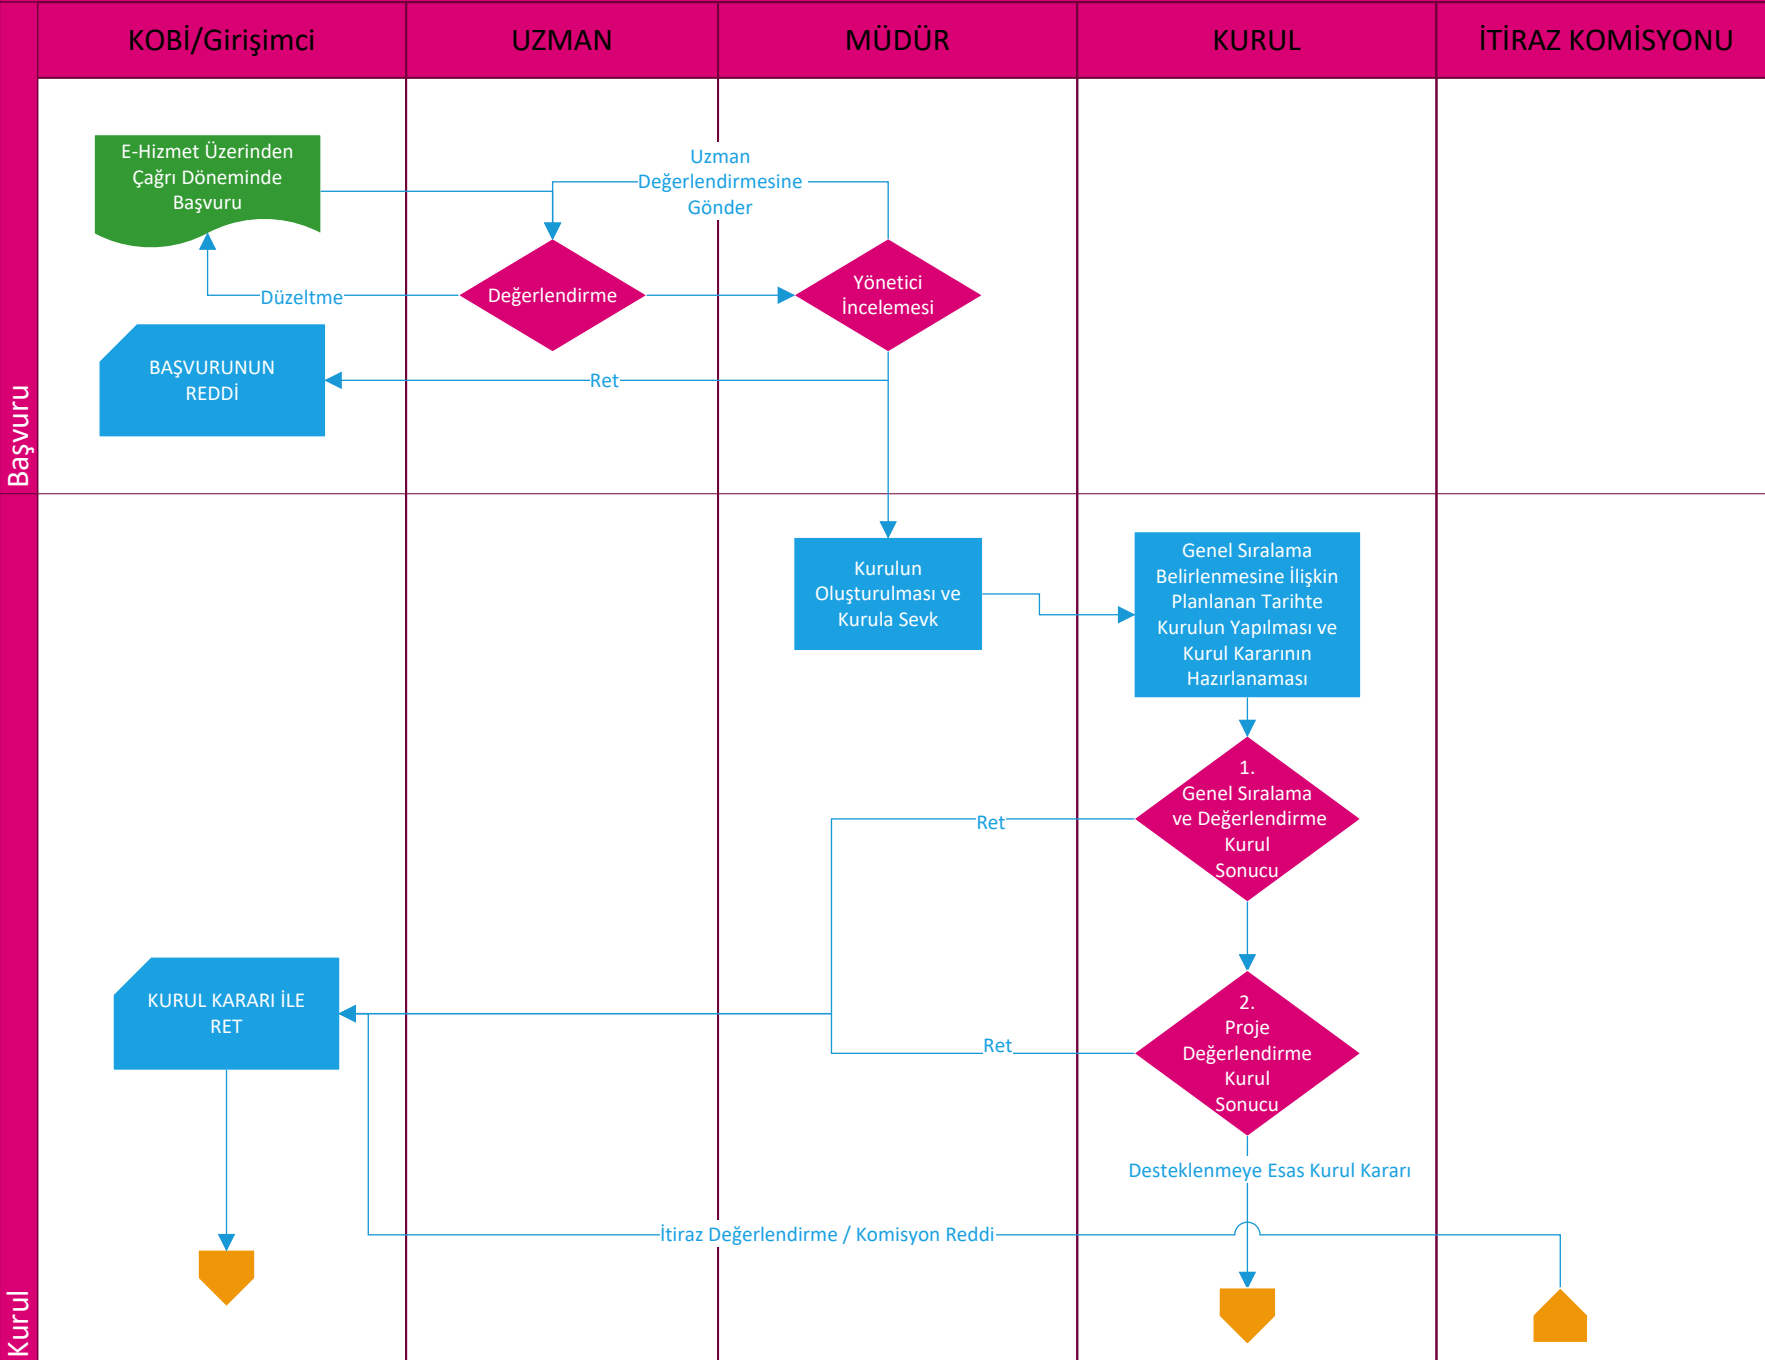 KOBİ/Girişimci
UZMAN
MÜDÜR
KURUL
İTİRAZ KOMİSYONU
Başvuru
E-Hizmet Üzerinden
Çağrı Döneminde
Başvuru
Uzman
Değerlendirmesine
Gönder
Düzeltme
Değerlendirme
Yönetici
İncelemesi
BAŞVURUNUN
REDDİ
Ret
Kurul
Kurulun
Oluşturulması ve
Kurula Sevk
Genel Sıralama
Belirlenmesine İlişkin
Planlanan Tarihte
Kurulun Yapılması ve
Kurul Kararının
Hazırlanaması
1.
Genel Sıralama
ve Değerlendirme
Kurul
Sonucu
Ret
KURUL KARARI İLE
RET
2.
Proje
Değerlendirme
Kurul
Sonucu
Ret
Desteklenmeye Esas Kurul Kararı
İtiraz Değerlendirme / Komisyon Reddi